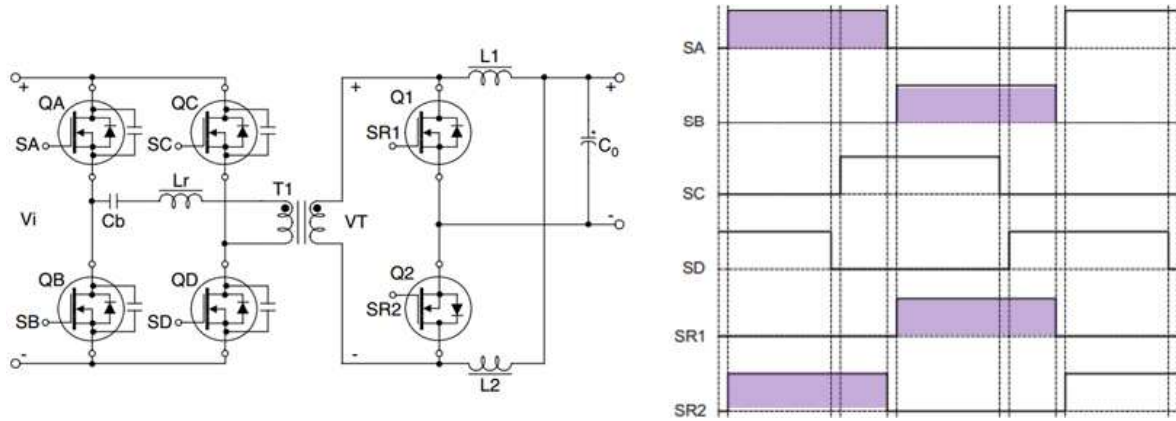 + QA QC + Q1 L1 +
SA SC SR1 C0
Lr T1
Vi Cb VT -
QB QD Q2
SB SD SR2
- - L2
SA
SB
SC
SD
SR1
SR2